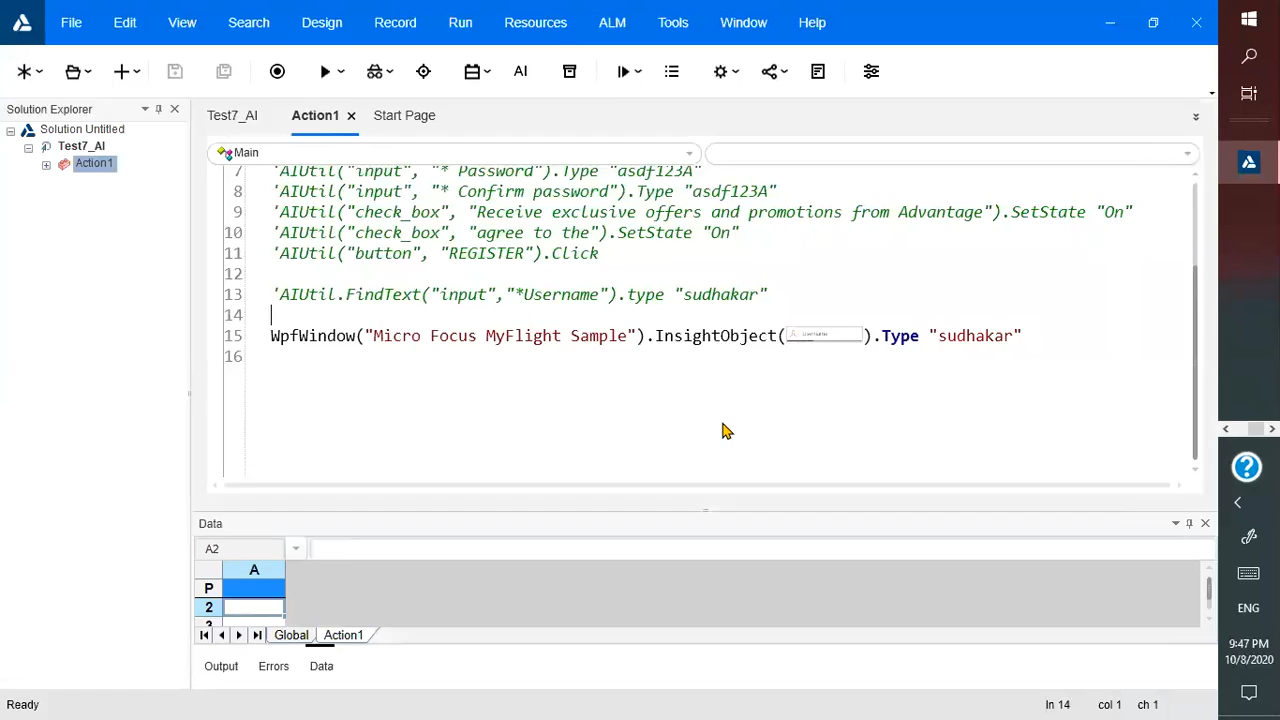 File Edit View Search Design Record Run Resources ALM Tools Window Help
AI
Solution Explorer
Solution Untitled
Test7_AI
Action1
Test7_AI Action1 Start Page
Main
7 'AIUtil("input", "* Password").Type "asdf123A"
8 'AIUtil("input", "* Confirm password").Type "asdf123A"
9 'AIUtil("check_box", "Receive exclusive offers and promotions from Advantage").SetState "On"
10 'AIUtil("check_box", "agree to the").SetState "On"
11 'AIUtil("button", "REGISTER").Click
12
13 'AIUtil.FindText("input","*Username").type "sudhakar"
14
15 WpfWindow("Micro Focus MyFlight Sample").InsightObject( ).Type "sudhakar"
16
Data
A2
A
P
2
3
Global Action1
Output Errors Data
Ready
ln 14 col 1 ch 1
ENG
9:47 PM
10/8/2020